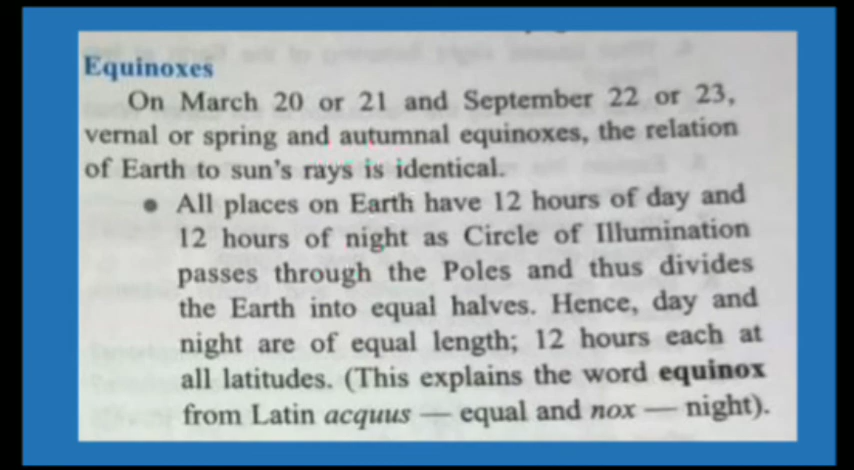 Equinoxes
On March 20 or 21 and September 22 or 23,
vernal or spring and autumnal equinoxes, the relation
of Earth to sun's rays is identical.
• All places on Earth have 12 hours of day and
12 hours of night as Circle of Illumination
passes through the Poles and thus divides
the Earth into equal halves. Hence, day and
night are of equal length; 12 hours each at
all latitudes. (This explains the word equinox
from Latin acquus — equal and nox — night).